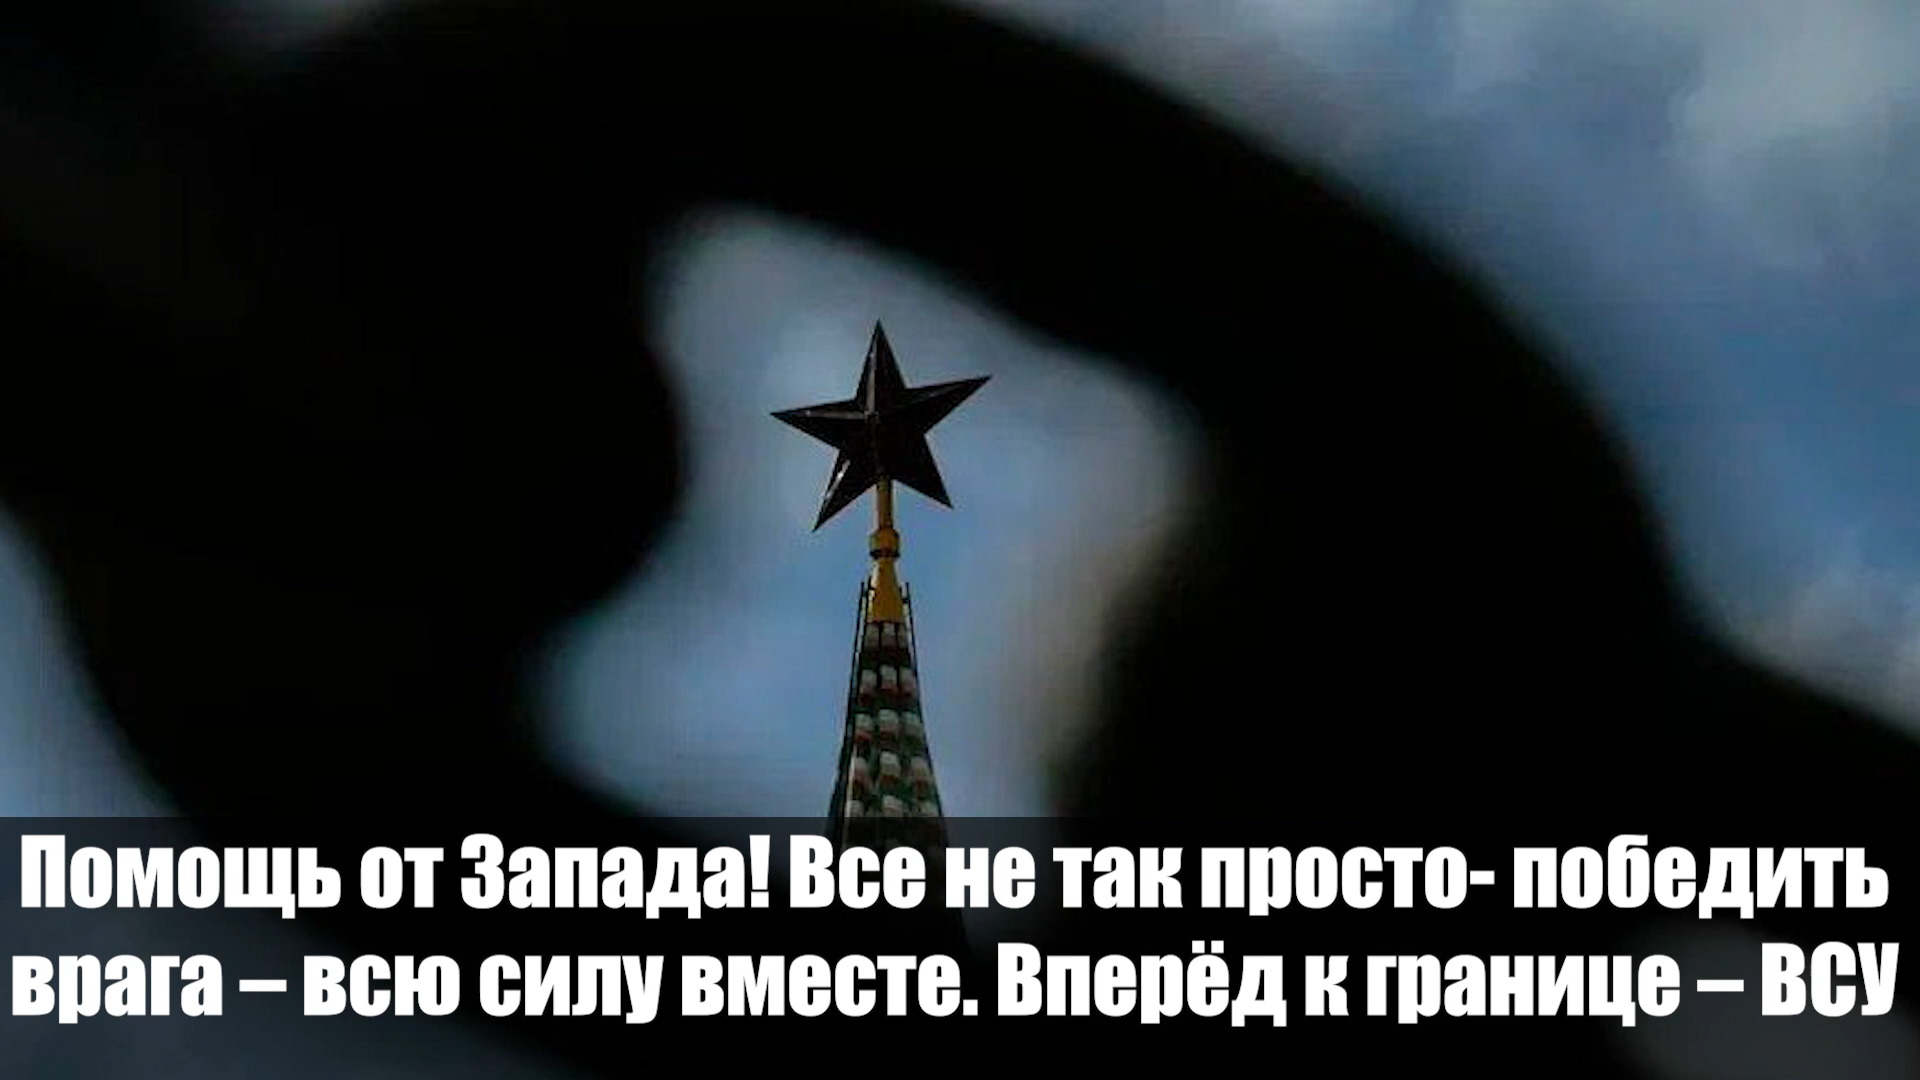 Помощь от Запада! Все не так просто- победить
врага – всю силу вместе. Вперёд к границе – ВСУ